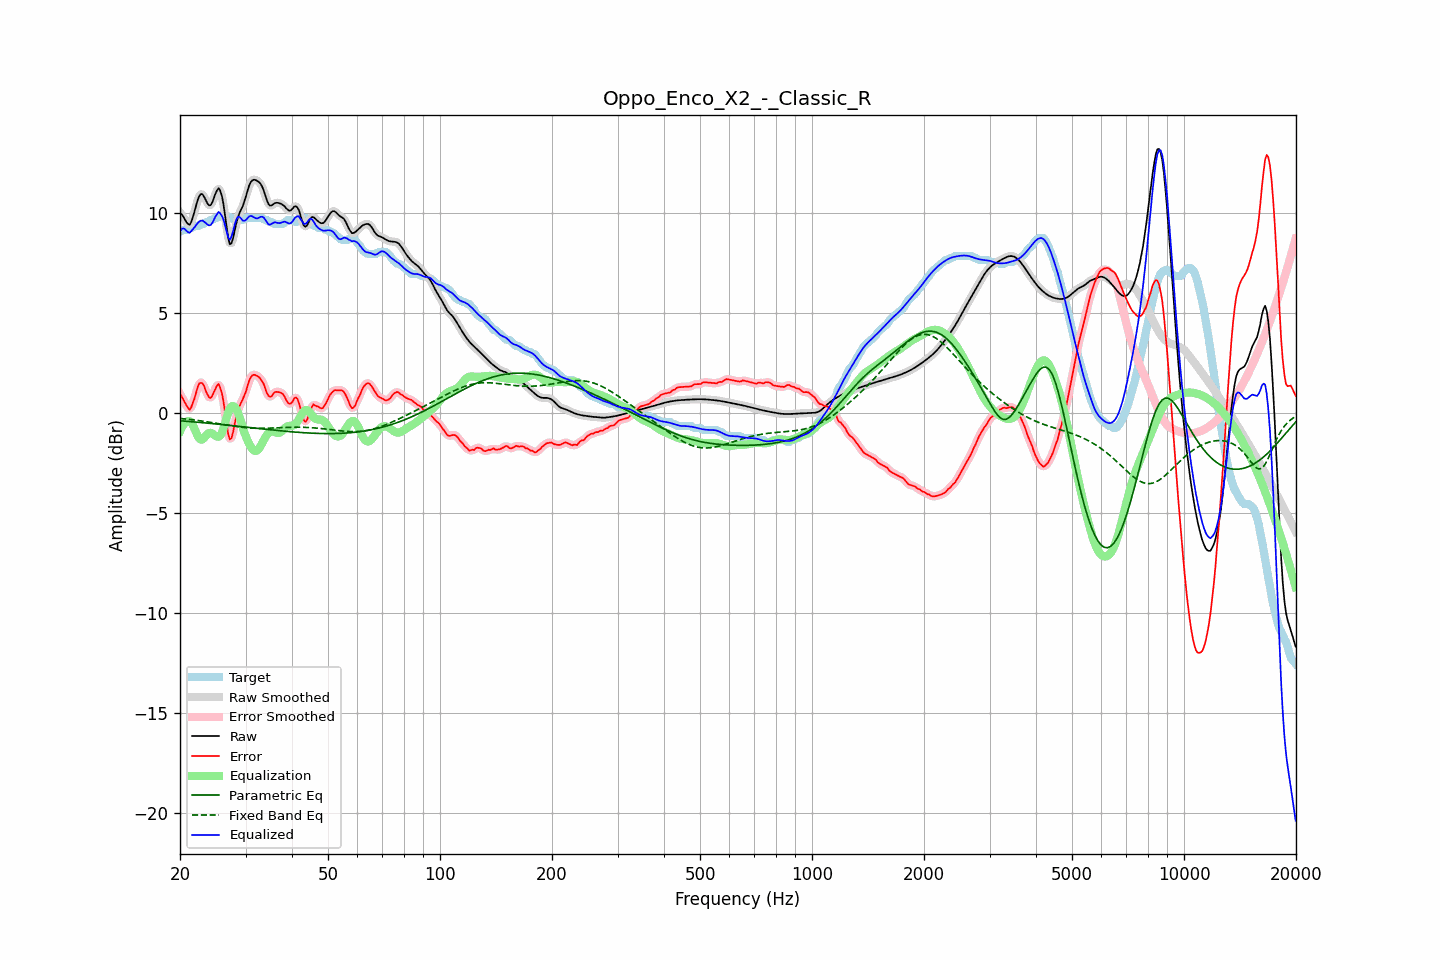 Oppo_Enco_X2_-_Classic_R
Amplitude (dBr)
10
5
0
−5
−10
−15
−20
Target
Raw Smoothed
Error Smoothed
Raw
Error
Equalization
Parametric Eq
Fixed Band Eq
Equalized
20 50 100 200 500 1000 2000 5000 10000 20000
Frequency (Hz)